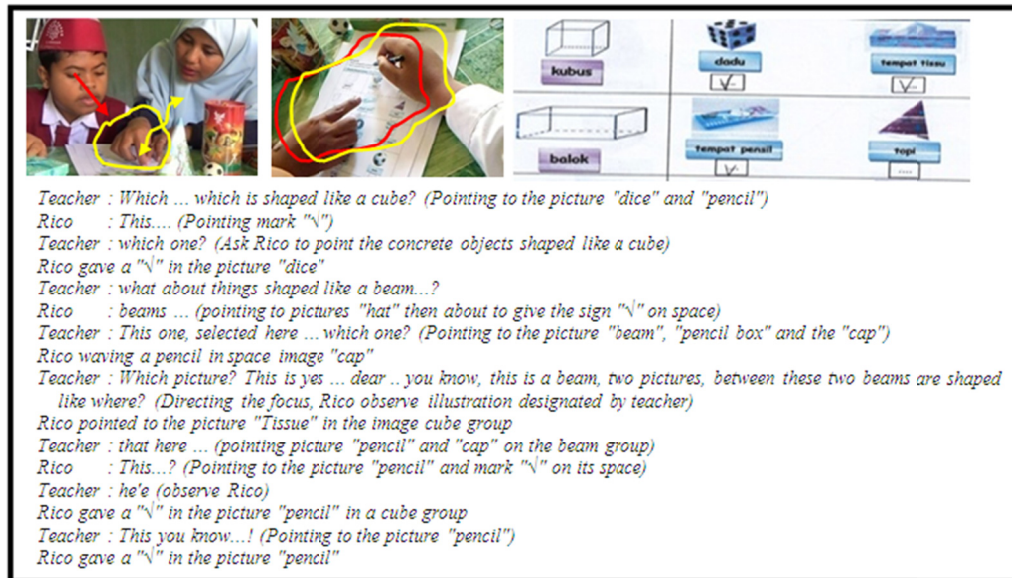 kubus
dadu
tempat tissu
balok
tempat pensil
topi
....
Teacher : Which ... which is shaped like a cube? (Pointing to the picture "dice" and "pencil")
Rico : This.... (Pointing mark "√")
Teacher : which one? (Ask Rico to point the concrete objects shaped like a cube)
Rico gave a "√" in the picture "dice"
Teacher : what about things shaped like a beam...?
Rico : beams ... (pointing to pictures "hat" then about to give the sign "√" on space)
Teacher : This one, selected here ... which one? (Pointing to the picture "beam", "pencil box" and the "cap")
Rico waving a pencil in space image "cap"
Teacher : Which picture? This is yes ... dear .. you know, this is a beam, two pictures, between these two beams are shaped
like where? (Directing the focus, Rico observe illustration designated by teacher)
Rico pointed to the picture "Tissue" in the image cube group
Teacher : that here ... (pointing picture "pencil" and "cap" on the beam group)
Rico : This...? (Pointing to the picture "pencil" and mark "√" on its space)
Teacher : he'e (observe Rico)
Rico gave a "√" in the picture "pencil" in a cube group
Teacher : This you know...! (Pointing to the picture "pencil")
Rico gave a "√" in the picture "pencil"